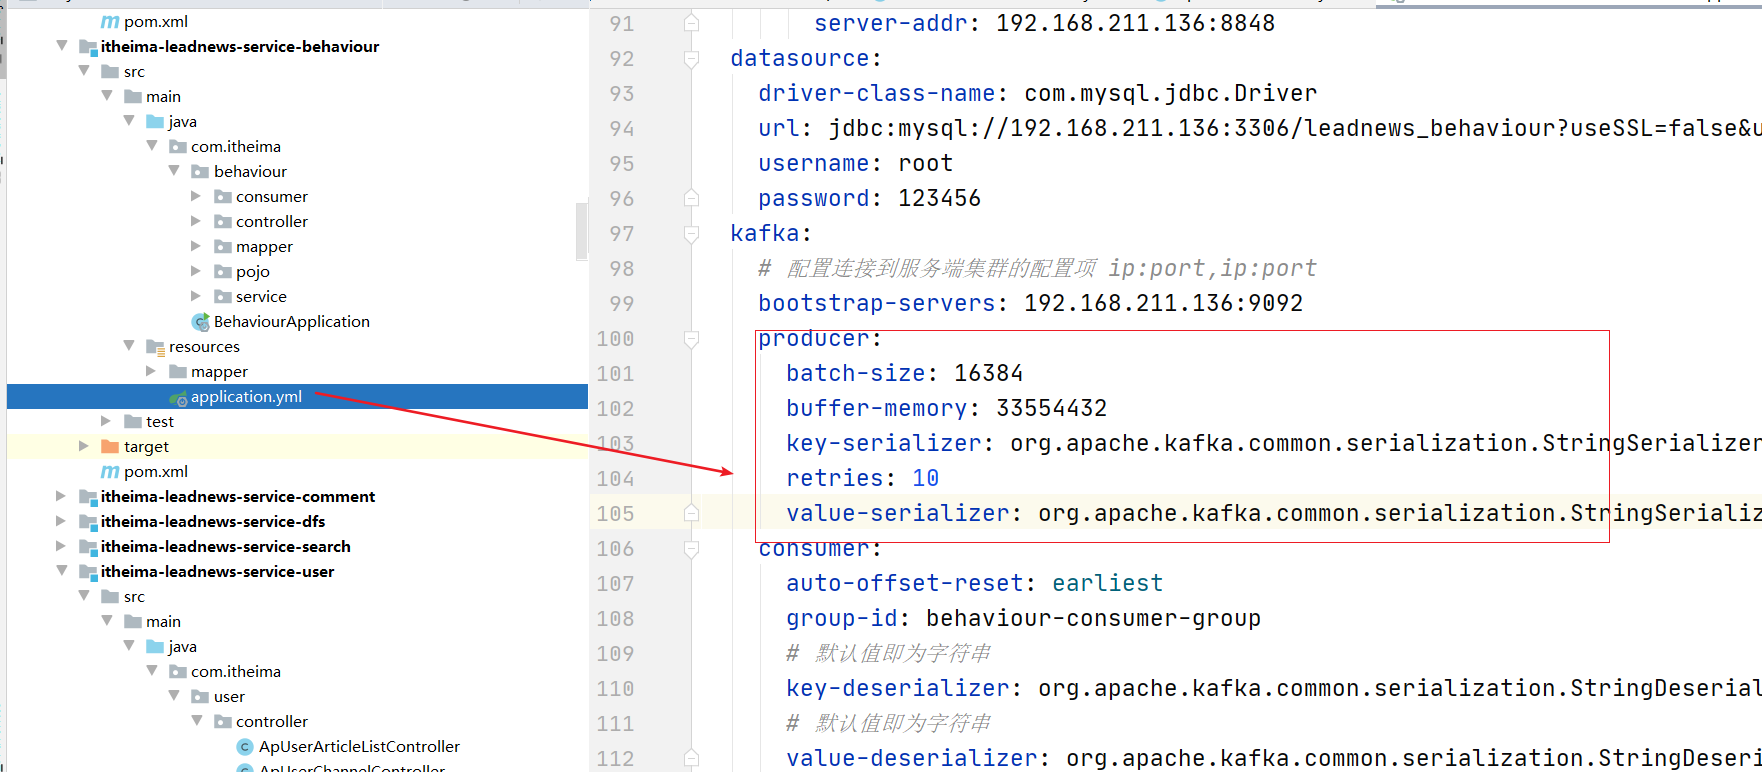 pom.xml
itheima-leadnews-service-behaviour
src
main
java
com.itheima
behaviour
consumer
controller
mapper
pojo
service
BehaviourApplication
resources
mapper
application.yml
test
target
pom.xml
itheima-leadnews-service-comment
itheima-leadnews-service-dfs
itheima-leadnews-service-search
itheima-leadnews-service-user
src
main
java
com.itheima
user
controller
ApUserArticleListController
ApUserChannelController
91 server-addr: 192.168.211.136:8848
92 datasource:
93 driver-class-name: com.mysql.jdbc.Driver
94 url: jdbc:mysql://192.168.211.136:3306/leadnews_behaviour?useSSL=false&u
95 username: root
96 password: 123456
97 kafka:
98 # 配置连接到服务端集群的配置项 ip:port,ip:port
99 bootstrap-servers: 192.168.211.136:9092
100 producer:
101 batch-size: 16384
102 buffer-memory: 33554432
103 key-serializer: org.apache.kafka.common.serialization.StringSerializer
104 retries: 10
105 value-serializer: org.apache.kafka.common.serialization.StringSerializ
106 consumer:
107 auto-offset-reset: earliest
108 group-id: behaviour-consumer-group
109 # 默认值即为字符串
110 key-deserializer: org.apache.kafka.common.serialization.StringDeserial
111 # 默认值即为字符串
112 value-deserializer: org.apache.kafka.common.serialization.StringDeseri